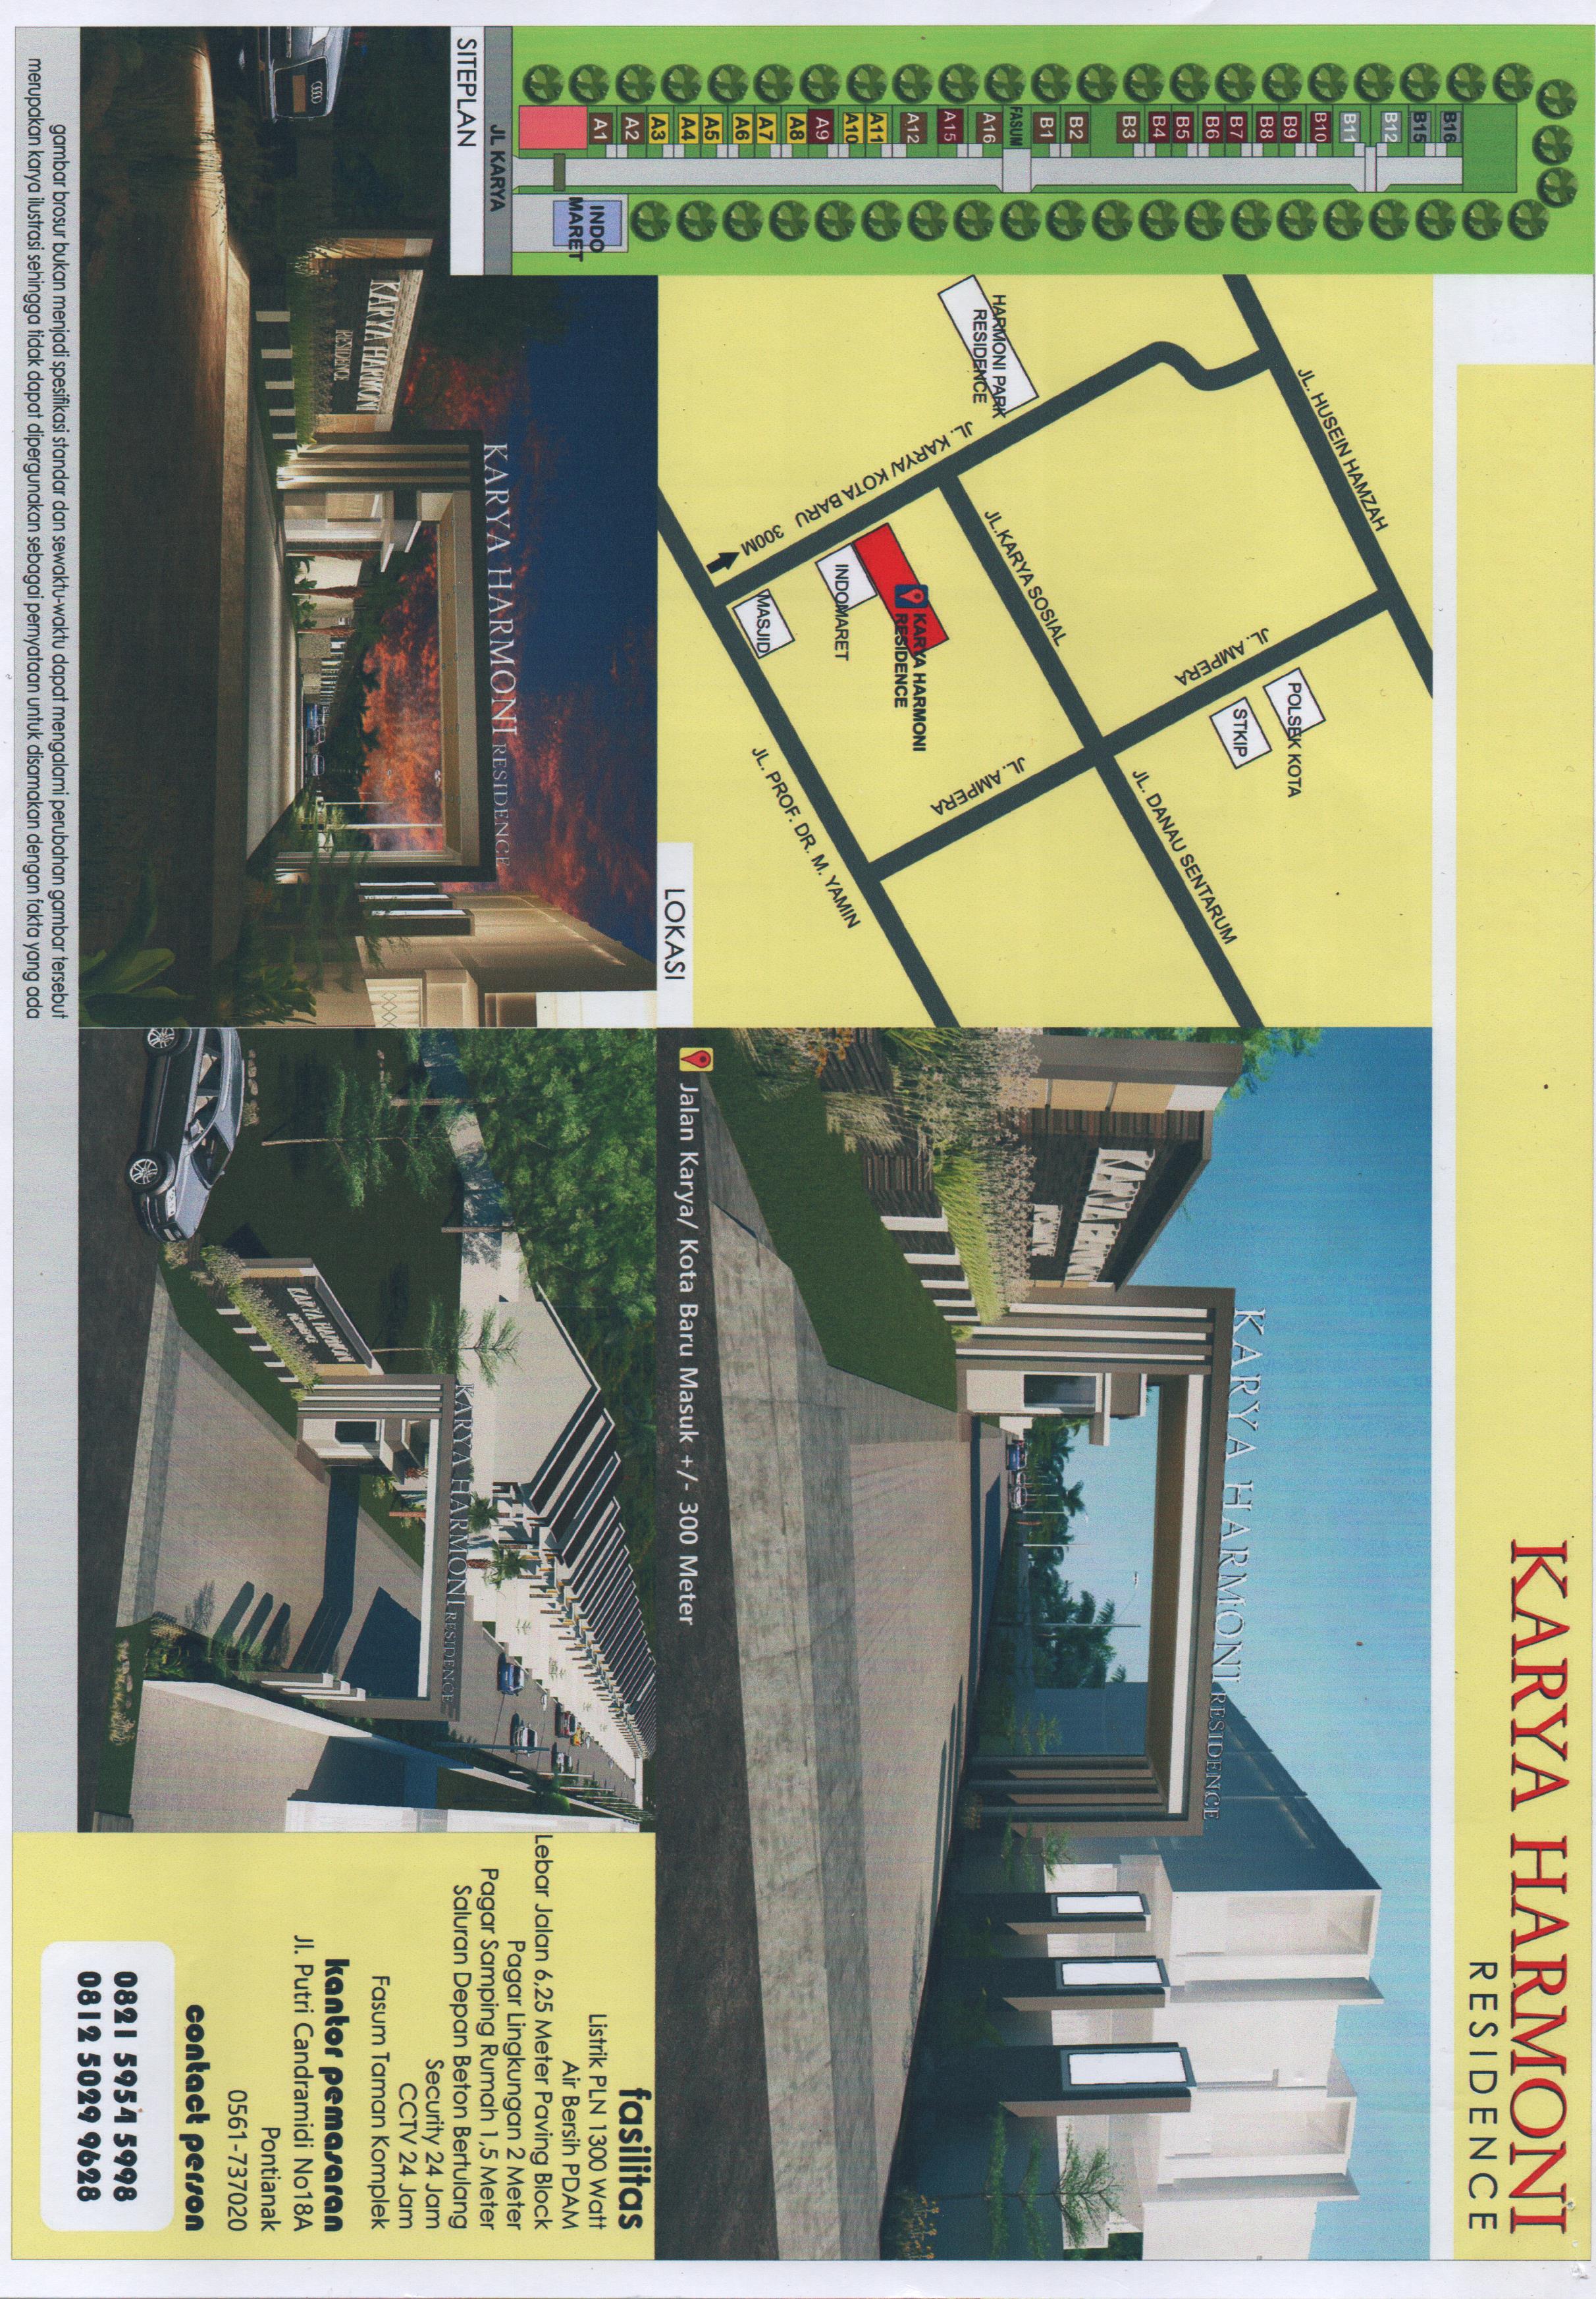 KARYA HARMONI
RESIDENCE
B16
B15
B12
B11
B10
B9
B8
B7
B6
B5
B4
B3
B2
B1
FASUM
A16
A15
A12
A11
A10
A9
A8
A7
A6
A5
A4
A3
A2
A1
INDO
MARET
JL KARYA
SITEPLAN
JL. HUSEIN HAMZAH
POLSEK KOTA
STKIP
JL. AMPERA
JL. DANAU SENTARUM
JL.KARYA SOSIAL
HARMONI PARK
RESIDENCE
JL. AMPERA
JL. KARYA/ KOTA BARU 300M
KARYA HARMONI
RESIDENCE
INDOMARET
MASJID
JL. PROF. DR. M. YAMIN
LOKASI
KARYA HARMONI RESIDENCE
KARYA HARMONI
RESIDENCE
Jalan Karya/ Kota Baru Masuk +/- 300 Meter
KARYA HARMONI RESIDENCE
KARYA HARMONI
RESIDENCE
KARYA HARMONI RESIDENCE
KARYA HARMONI
RESIDENCE
fasilitas
Listrik PLN 1300 Watt
Air Bersih PDAM
Lebar Jalan 6,25 Meter Paving Block
Pagar Lingkungan 2 Meter
Pagar Samping Rumah 1,5 Meter
Saluran Depan Beton Bertulang
Security 24 Jam
CCTV 24 Jam
Fasum Taman Komplek
kantor pemasaran
Jl. Putri Candramidi No18A
Pontianak
0561-737020
contact person
0821 5954 5998
0812 5029 9628
gambar brosur bukan menjadi spesifikasi standar dan sewaktu-waktu dapat mengalami perubahan gambar tersebut
merupakan karya ilustrasi sehingga tidak dapat dipergunakan sebagai pernyataan untuk disamakan dengan fakta yang ada